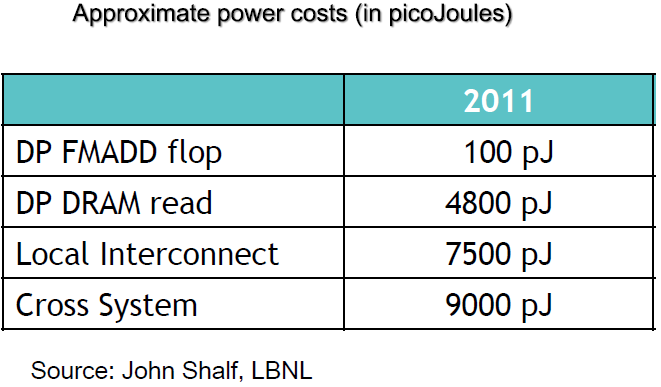 Approximate power costs (in picoJoules)
2011
DP FMADD flop 100 pJ
DP DRAM read 4800 pJ
Local Interconnect 7500 pJ
Cross System 9000 pJ
Source: John Shalf, LBNL